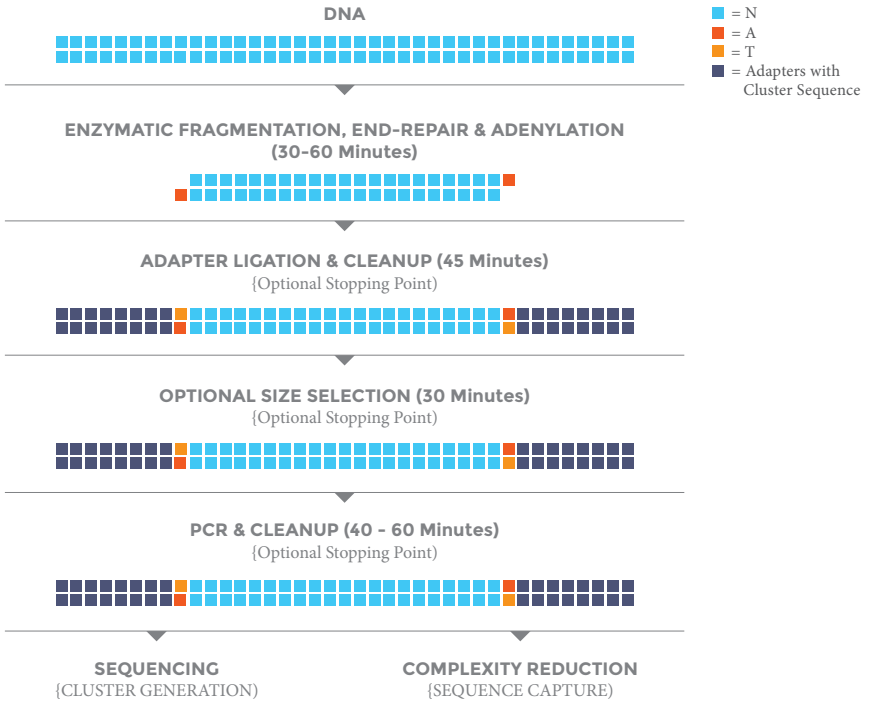 DNA
= N
= A
= T
= Adapters with
Cluster Sequence
ENZYMATIC FRAGMENTATION, END-REPAIR & ADENYLATION
(30-60 Minutes)
ADAPTER LIGATION & CLEANUP (45 Minutes)
{Optional Stopping Point)
OPTIONAL SIZE SELECTION (30 Minutes)
{Optional Stopping Point)
PCR & CLEANUP (40 - 60 Minutes)
{Optional Stopping Point)
SEQUENCING
{CLUSTER GENERATION)
COMPLEXITY REDUCTION
{SEQUENCE CAPTURE)